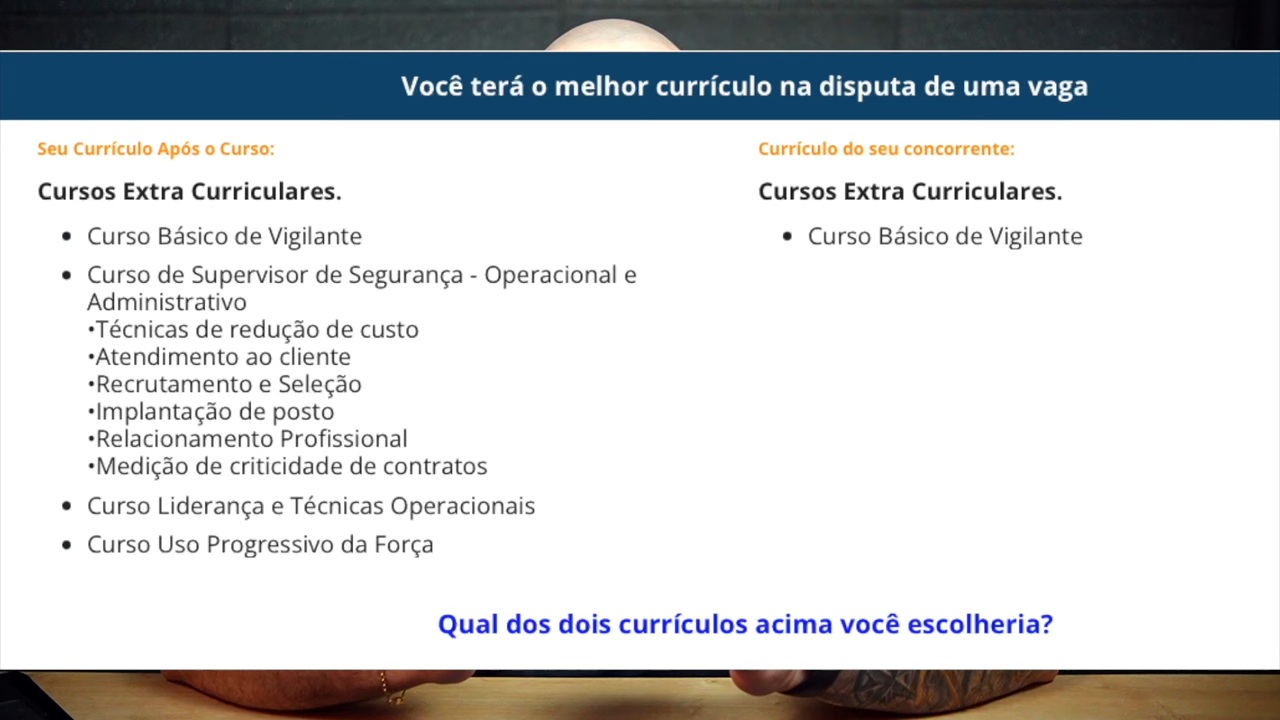 Você terá o melhor currículo na disputa de uma vaga
Seu Currículo Após o Curso:
Cursos Extra Curriculares.
• Curso Básico de Vigilante
• Curso de Supervisor de Segurança - Operacional e
Administrativo
•Técnicas de redução de custo
•Atendimento ao cliente
•Recrutamento e Seleção
•Implantação de posto
•Relacionamento Profissional
•Medição de criticidade de contratos
• Curso Liderança e Técnicas Operacionais
• Curso Uso Progressivo da Força
Currículo do seu concorrente:
Cursos Extra Curriculares.
• Curso Básico de Vigilante
Qual dos dois currículos acima você escolheria?